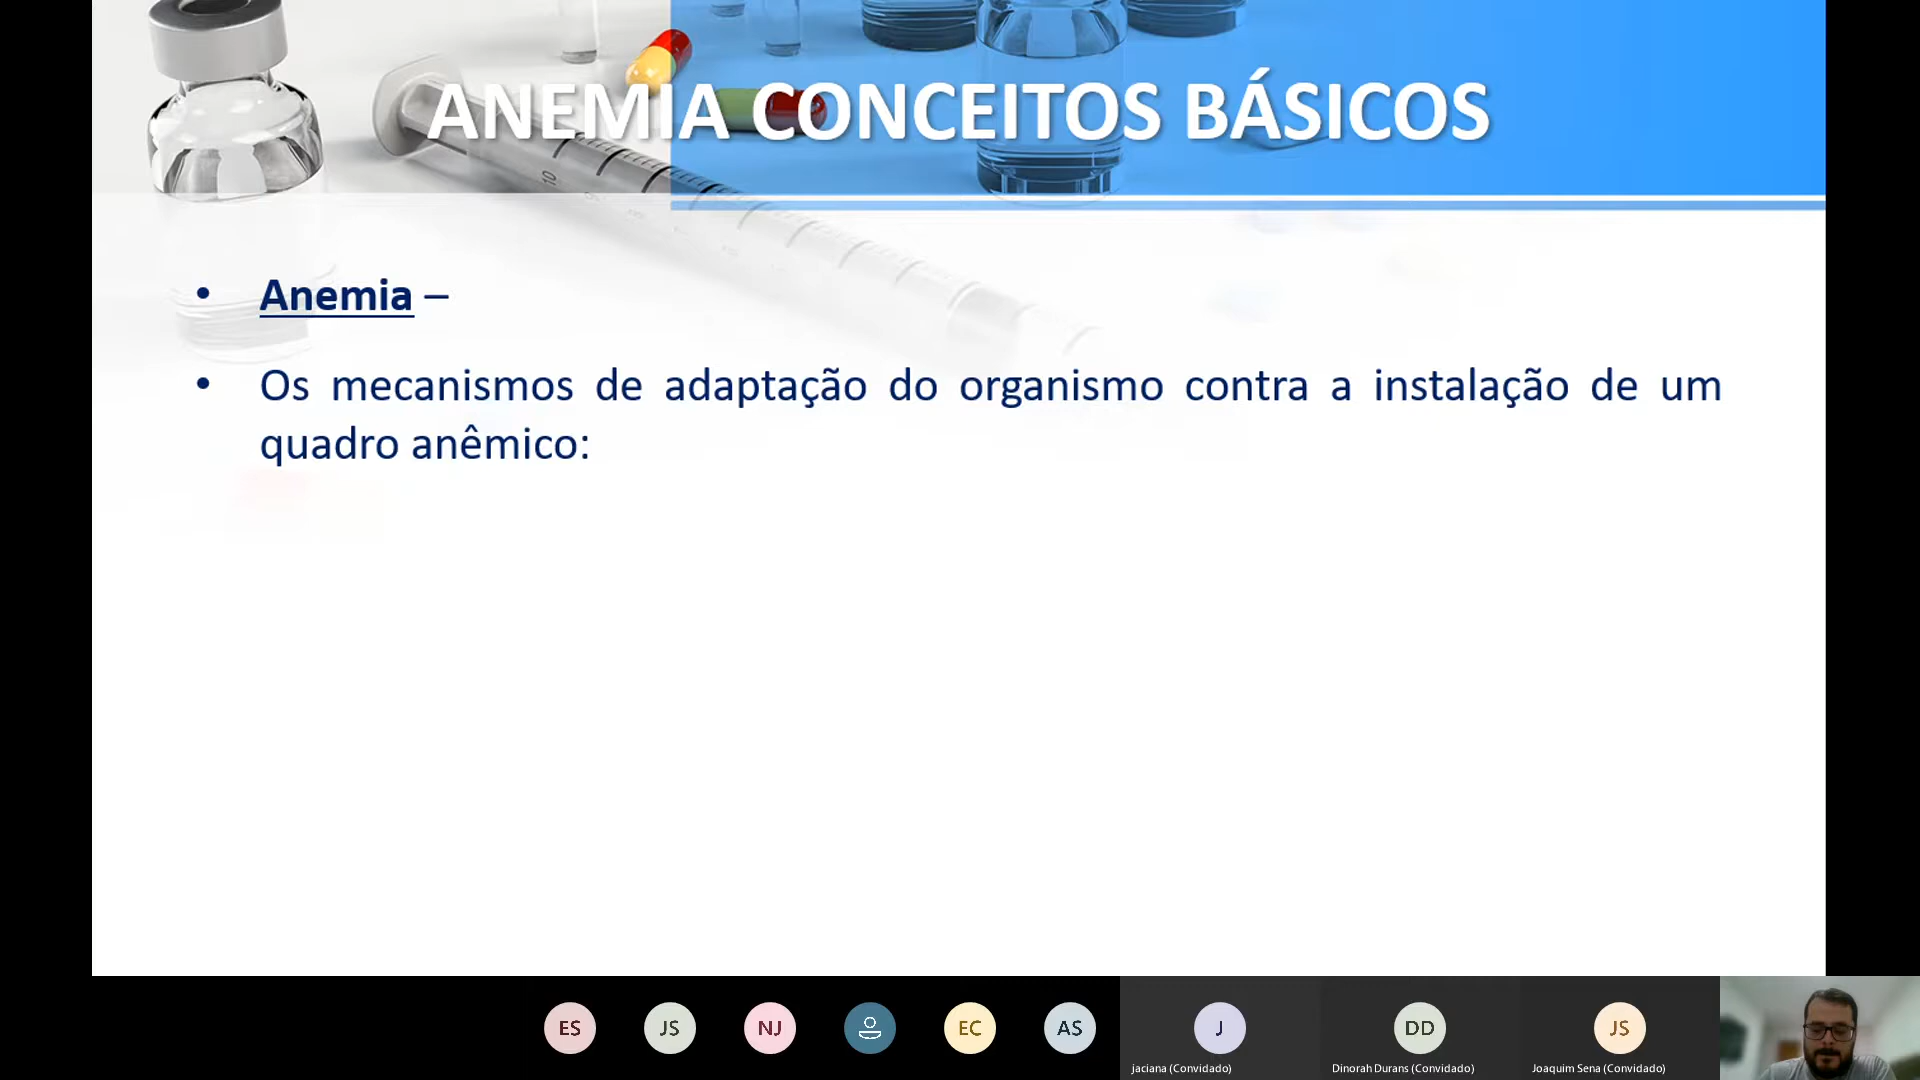 ANEMIA CONCEITOS BÁSICOS
10
• Anemia –
• Os mecanismos de adaptação do organismo contra a instalação de um
quadro anêmico:
ES
JS
NJ
EC
AS
J
DD
JS
jaciana (Convidado)
Dinorah Durans (Convidado)
Joaquim Sena (Convidado)